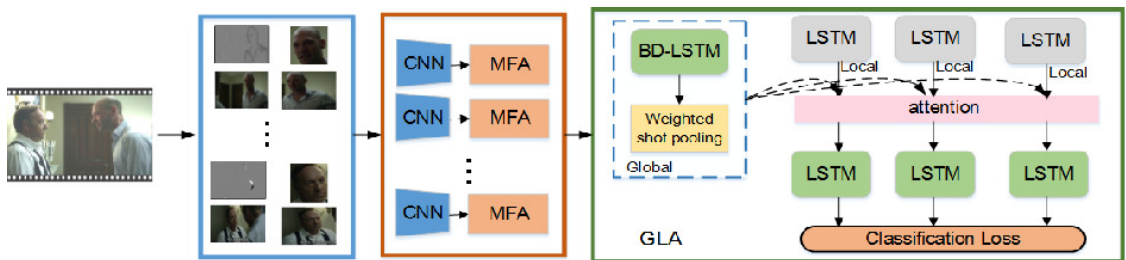 CNN
MFA
CNN
MFA
CNN
MFA
BD-LSTM
Weighted
shot pooling
Global
LSTM
LSTM
LSTM
Local
Local
Local
attention
LSTM
LSTM
LSTM
GLA
Classification Loss